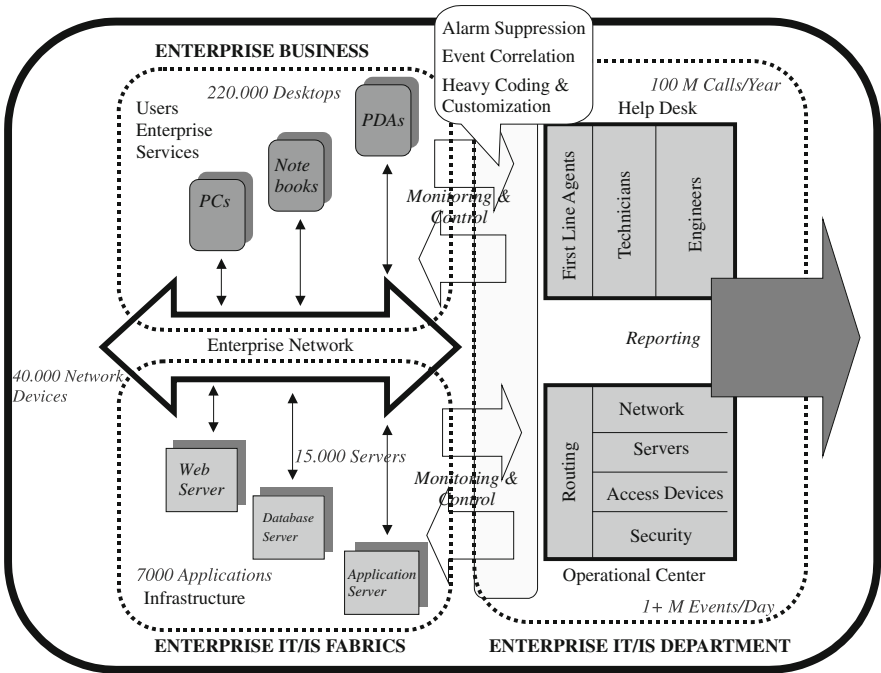 Alarm Suppression
Event Correlation
Heavy Coding &
Customization
ENTERPRISE BUSINESS
220.000 Desktops
Users
Enterprise
Services
PCs
Note
books
PDAs
Monitoring &
Control
100 M Calls/Year
Help Desk
First Line Agents
Technicians
Engineers
Enterprise Network
Reporting
40.000 Network
Devices
15.000 Servers
Web
Server
Database
Server
Application
Server
Monitoring &
Control
7000 Applications
Infrastructure
Routing
Network
Servers
Access Devices
Security
Operational Center
1+ M Events/Day
ENTERPRISE IT/IS FABRICS
ENTERPRISE IT/IS DEPARTMENT